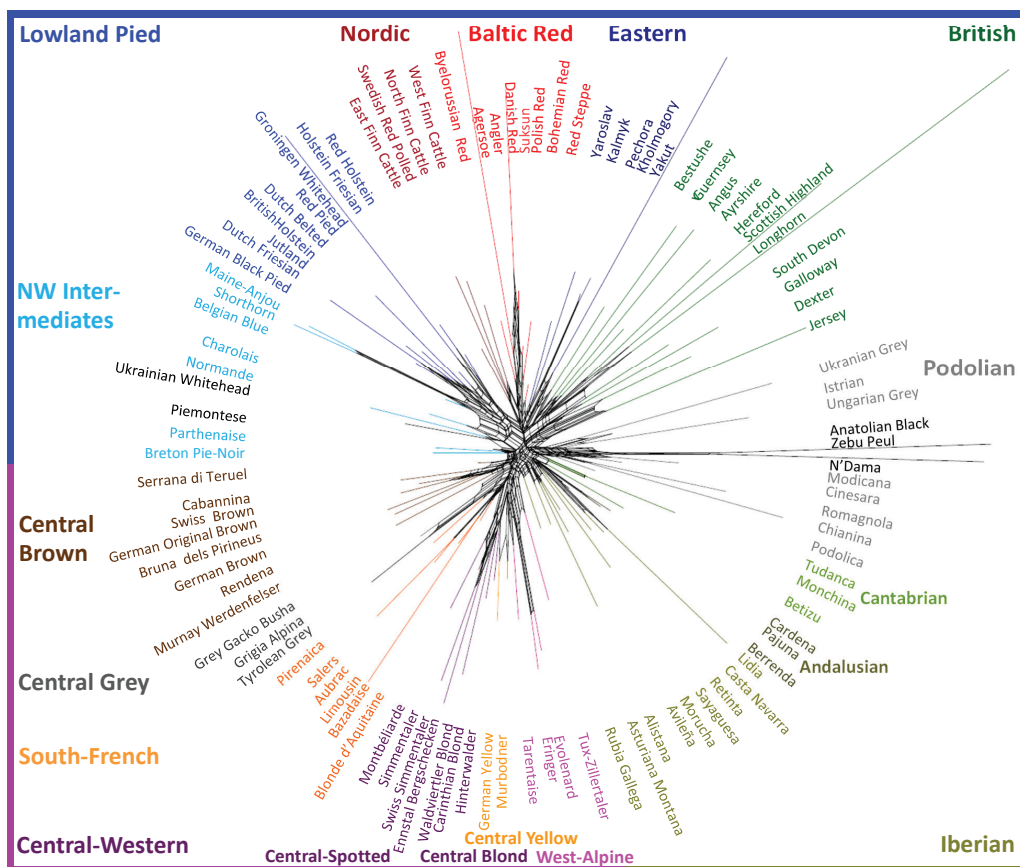 Lowland Pied
Nordic
Baltic Red
Eastern
British
Groningen Whitehead
Holstein Friesian
Red Holstein
East Finn Cattle
Swedish Red Polled
North Finn Cattle
West Finn Cattle
Byelorussian Red
Agersoe
Angler
Danish Red
Suksun
Polish Red
Bohemian Red
Red Steppe
Yaroslav
Kalmyk
Pechora
Kholmogory
Yakut
Bestushe
v
Guernsey
Angus
Ayrshire
Hereford
Scottish Highland
Longhorn
South Devon
Galloway
Dexter
Jersey
Red Pied
Dutch Belted
BritishHolstein
Jutland
Dutch Friesian
German Black Pied
NW Inter-
mediates
Maine-Anjou
Shorthorn
Belgian Blue
Charolais
Normande
Ukrainian Whitehead
Piemontese
Parthenaise
Breton Pie-Noir
Serrana di Teruel
Podolian
Ukranian Grey
Istrian
Ungarian Grey
Anatolian Black
Zebu Peul
N'Dama
Modicana
Cinesara
Romagnola
Chianina
Podolica
Central
Brown
Cabannina
Swiss Brown
German Original Brown
Bruna dels Pirineus
German Brown
Rendena
Murnay Werdenfelser
Tudanca
Monchina
Betizu
Cantabrian
Cardena
Pajuna
Berrenda
Lidia
Andalusian
Central Grey
Grey Gacko Busha
Grigia Alpina
Tyrolean Grey
South-French
Pirenaica
Salers
Aubrac
Limousin
Bazadaise
Blonde d'Aquitaine
Casta Navarra
Retinta
Sayaguesa
Morucha
Avileña
Alistana
Asturiana Montana
Rubia Gallega
Montbéliarde
Simmentaler
Swiss Simmentaler
Ennstal Bergschecken
Waldviertler Blond
Carinthian Blond
Hinterwalder
German Yellow
Murbodner
Tarentaise
Eringer
Evolenard
Tux-Zillertaler
Central Yellow
Central-Western
Central-Spotted
Central Blond
West-Alpine
Iberian